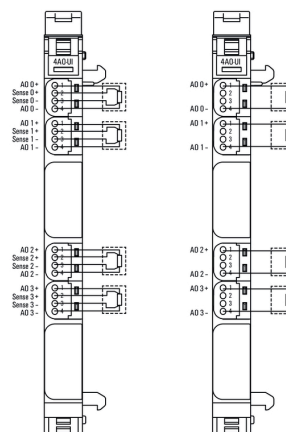 4AO-UI
AO 0+ 1
Sense 0+ 2
Sense 0- 3
AO 0- 4
AO 1+ 1
Sense 1+ 2
Sense 1- 3
AO 1- 4
AO 2+ 1
Sense 2+ 2
Sense 2- 3
AO 2- 4
AO 3+ 1
Sense 3+ 2
Sense 3- 3
AO 3- 4
4AO-UI
AO 0+ 1
2
3
AO 0- 4
AO 1+ 1
2
3
AO 1- 4
AO 2+ 1
2
3
AO 2- 4
AO 3+ 1
2
3
AO 3- 4